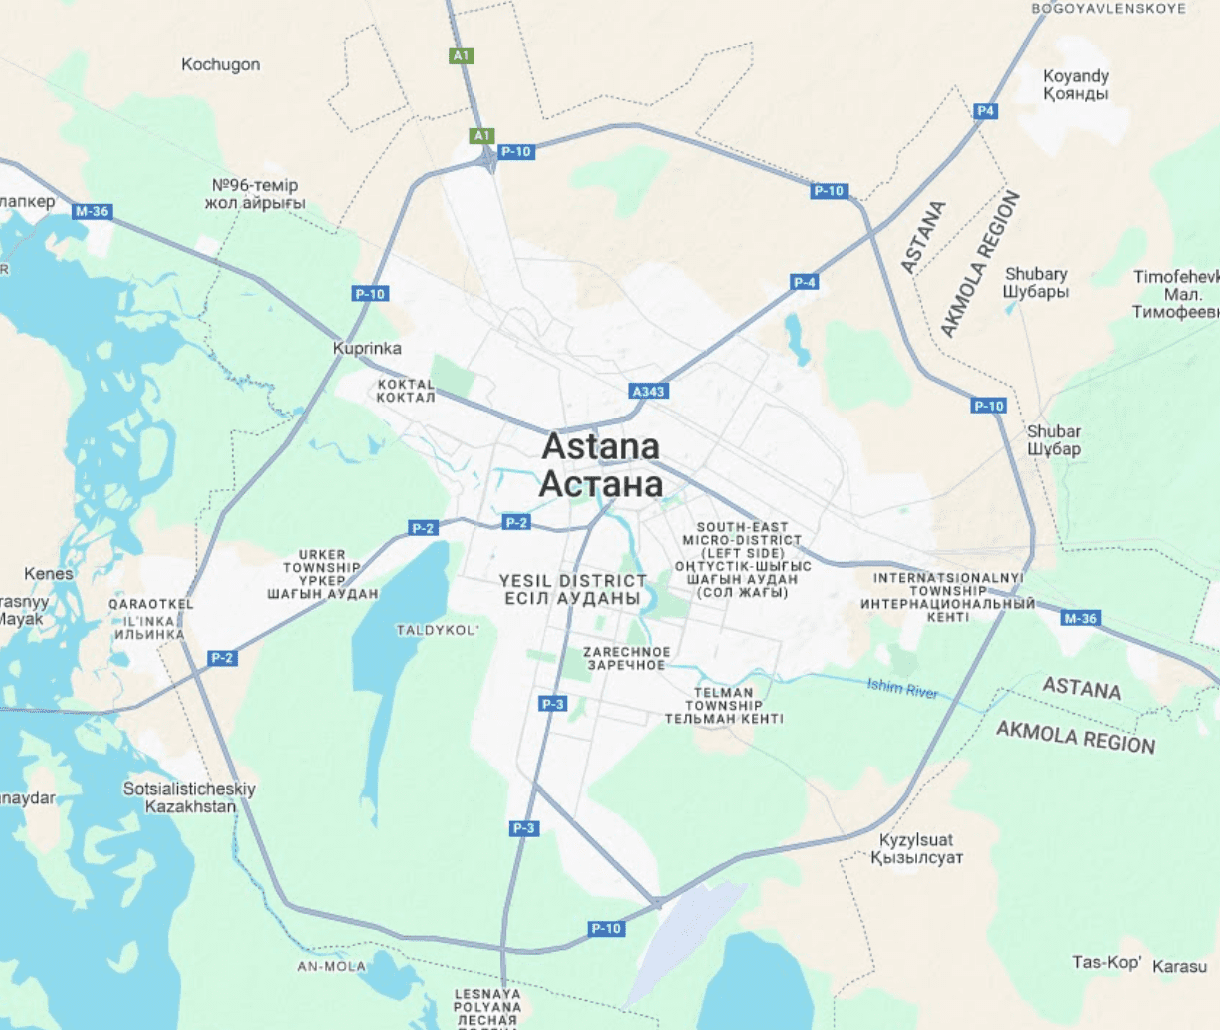 BOGOYAVLENSKOYE
A1
Kochugon
Koyandy
Қоянды
P4
A1
P-10
№96-темір
жол айрығы
P-10
лапкер
M-36
ASTANA
AKMOLA REGION
R
P-4
Shubary
Шубары
Timofehevk
Мал.
Тимофеевк
P-10
Kuprinka
KOKTAL
КОКТАЛ
A343
P-10
Astana
Астана
Shubar
Шұбар
P-2
P-2
SOUTH-EAST
MICRO-DISTRICT
(LEFT SIDE)
ОҢТҮСТІК-ШЫҒЫС
ШАҒЫН АУДАН
(СОЛ ЖАҒЫ)
URKER
TOWNSHIP
ҮРКЕР
ШАҒЫН АУДАН
Kenes
YESIL DISTRICT
ЕСІЛ АУДАНЫ
INTERNATSIONALNYI
TOWNSHIP
ИНТЕРНАЦИОНАЛЬНЫЙ
КЕНТІ
rasnyy
Mayak
QARAOTKEL
IL'INKA
ИЛЬИНКА
M-36
TALDYKOL'
P-2
ZARECHNOE
ЗАРЕЧНОЕ
Ishim River
ASTANA
AKMOLA REGION
P-3
TELMAN
TOWNSHIP
ТЕЛЬМАН КЕНТІ
naydar
Sotsialisticheskiy
Kazakhstan
P-3
Kyzylsuat
Қызылсуат
P-10
AN-MOLA
Tas-Kop'
Karasu
LESNAYA
POLYANA
ЛЕСНАЯ